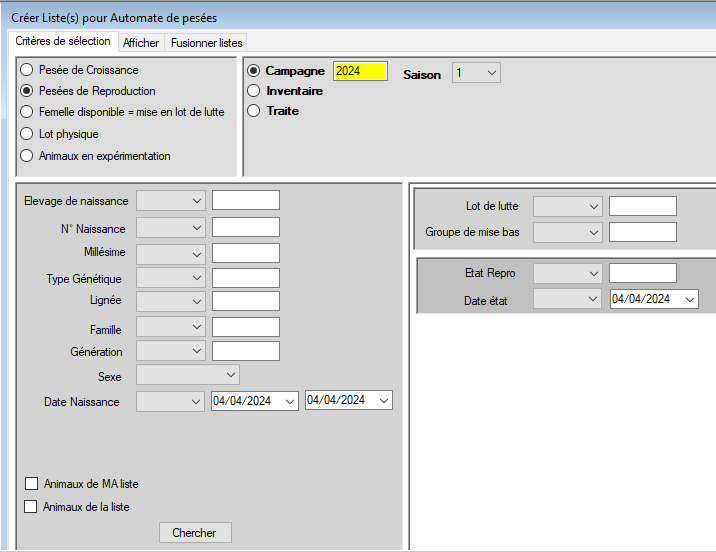 Créer Liste(s) pour Automate de pesées
Critères de sélection Afficher Fusionner listes
Pesée de Croissance
Pesées de Reproduction
Femelle disponible = mise en lot de lutte
Lot physique
Animaux en expérimentation
Campagne 2024 Saison 1
Inventaire
Traite
Elevage de naissance
N° Naissance
Millésime
Type Génétique
Lignée
Famille
Génération
Sexe
Date Naissance 04/04/2024 04/04/2024
Animaux de MA liste
Animaux de la liste
Chercher
Lot de lutte
Groupe de mise bas
Etat Repro
Date état 04/04/2024